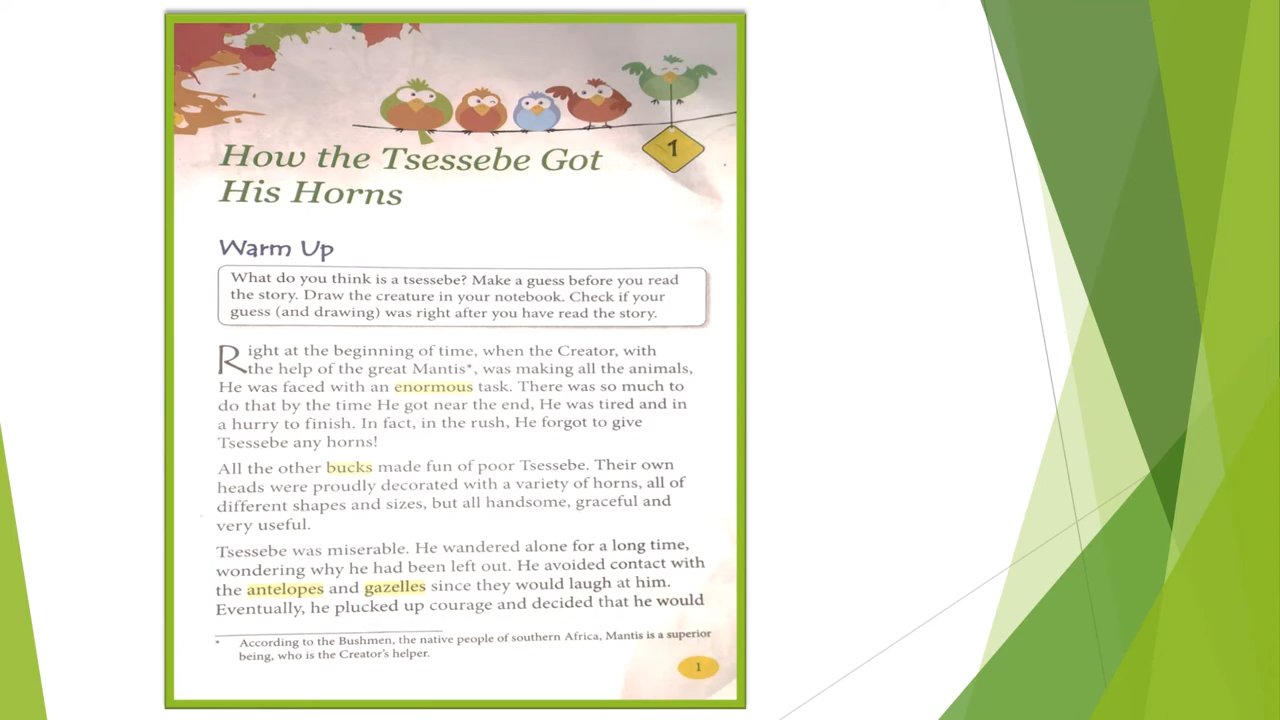 1
How the Tsessebe Got
His Horns
Warm Up
What do you think is a tsessebe? Make a guess before you read
the story. Draw the creature in your notebook. Check if your
guess (and drawing) was right after you have read the story.
Right at the beginning of time, when the Creator, with
the help of the great Mantis*, was making all the animals,
He was faced with an enormous task. There was so much to
do that by the time He got near the end, He was tired and in
a hurry to finish. In fact, in the rush, He forgot to give
Tsessebe any horns!
All the other bucks made fun of poor Tsessebe. Their own
heads were proudly decorated with a variety of horns, all of
different shapes and sizes, but all handsome, graceful and
very useful.
Tsessebe was miserable. He wandered alone for a long time,
wondering why he had been left out. He avoided contact with
the antelopes and gazelles since they would laugh at him.
Eventually, he plucked up courage and decided that he would
* According to the Bushmen, the native people of southern Africa, Mantis is a superior
being, who is the Creator's helper.
1